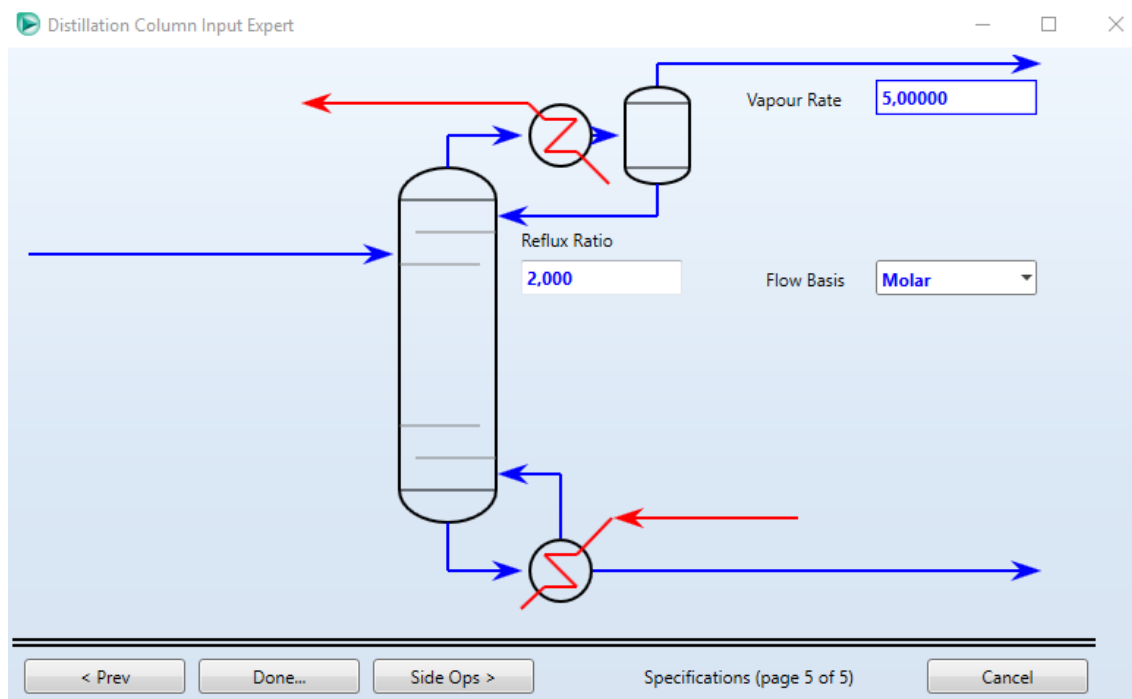 Distillation Column Input Expert
Vapour Rate 5,00000
Reflux Ratio
2,000
Flow Basis Molar
< Prev Done... Side Ops > Specifications (page 5 of 5) Cancel